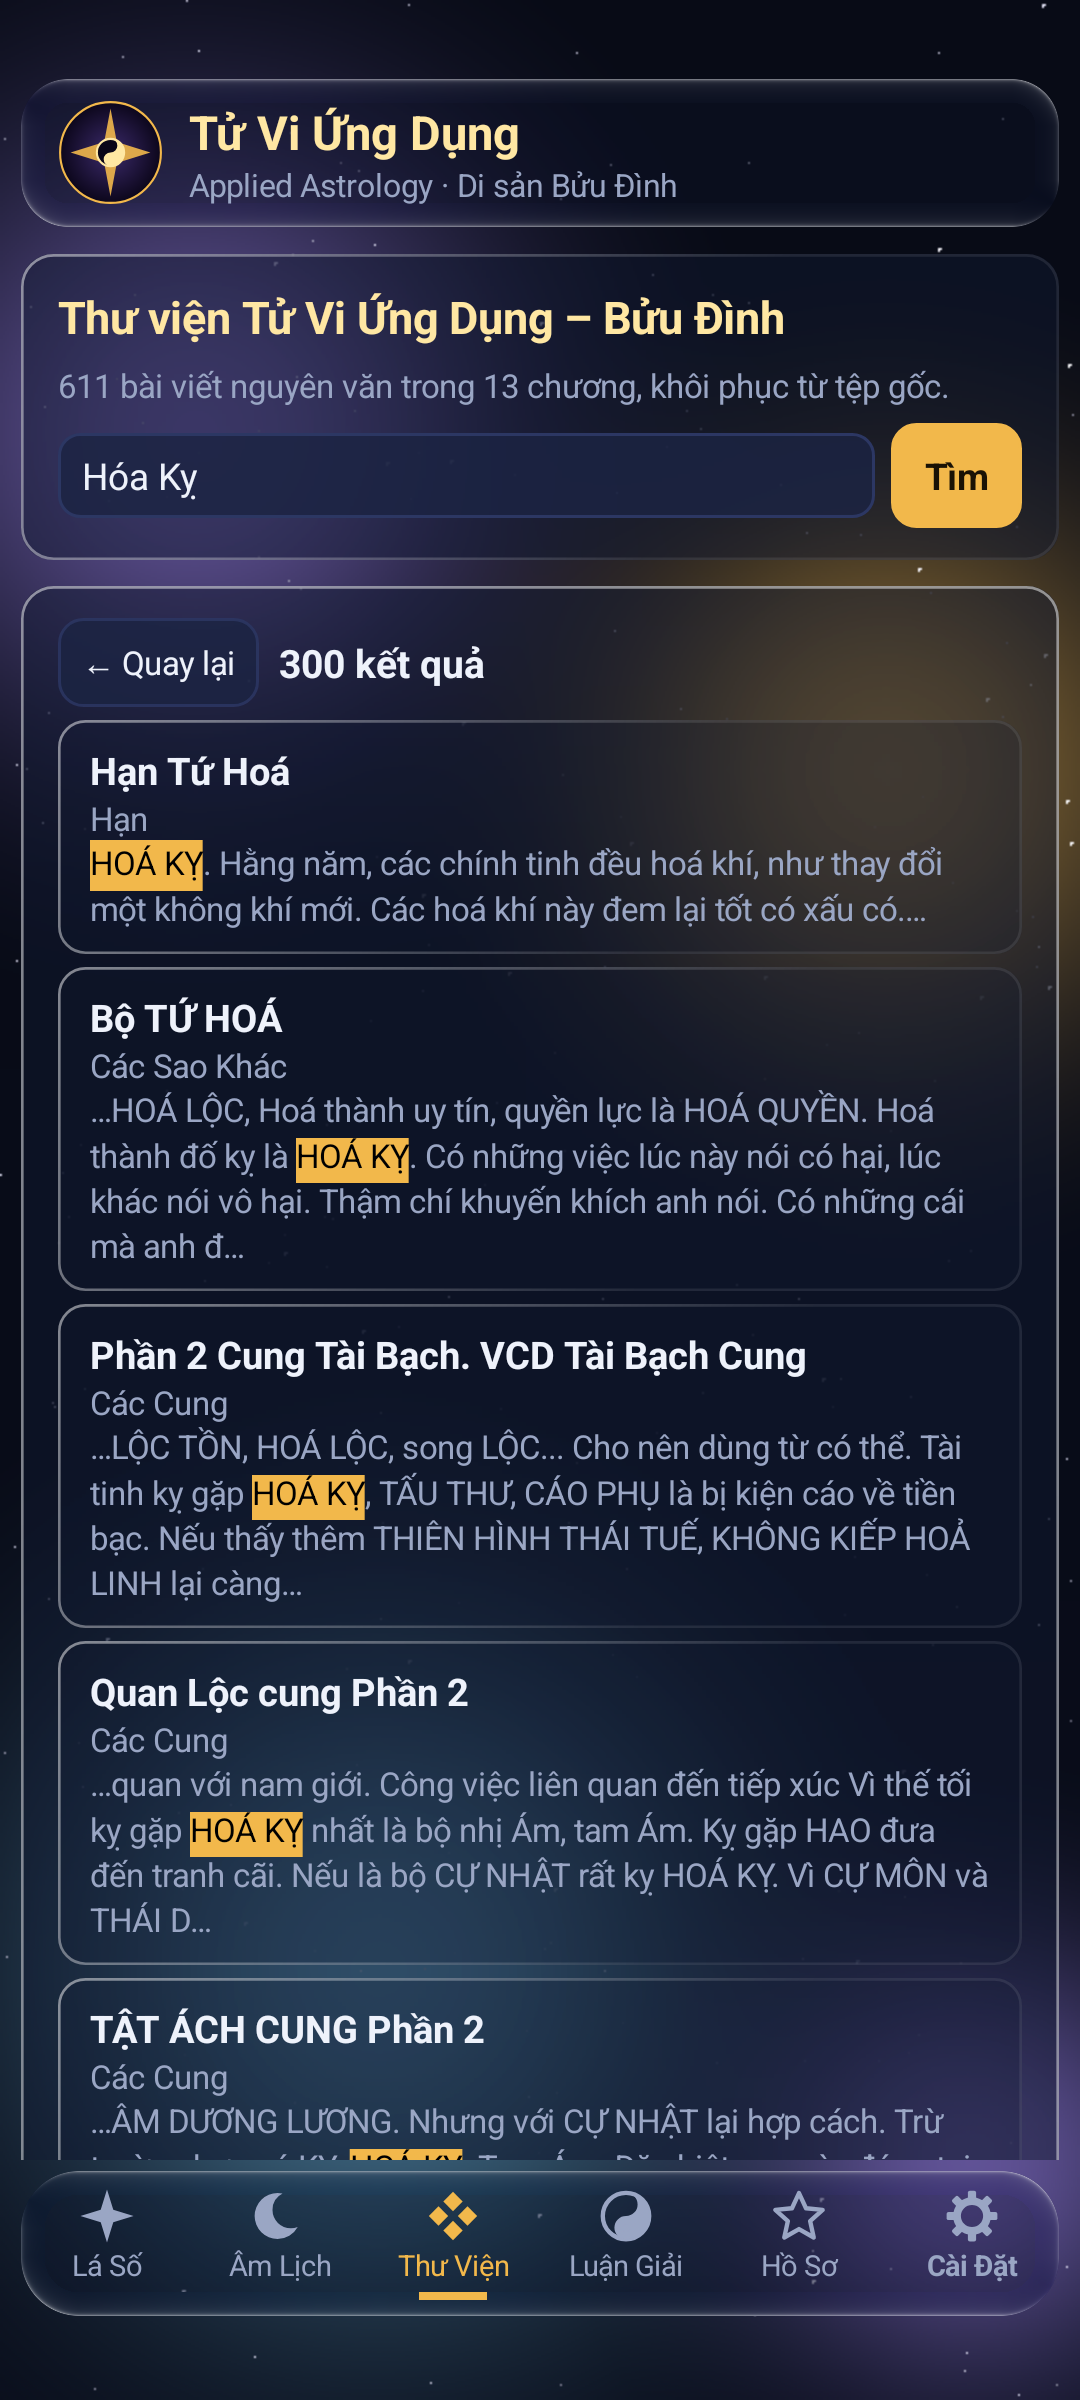 Tử Vi Ứng Dụng
Applied Astrology · Di sản Bửu Đình
Thư viện Tử Vi Ứng Dụng – Bửu Đình
611 bài viết nguyên văn trong 13 chương, khôi phục từ tệp gốc.
Hóa Kỵ
Tìm
← Quay lại
300 kết quả
Hạn Tứ Hoá
Hạn
HOÁ KỴ. Hằng năm, các chính tinh đều hoá khí, như thay đổi
một không khí mới. Các hoá khí này đem lại tốt có xấu có.…
Bộ TỨ HOÁ
Các Sao Khác
…HOÁ LỘC, Hoá thành uy tín, quyền lực là HOÁ QUYỀN. Hoá
thành đố kỵ là HOÁ KỴ. Có những việc lúc này nói có hại, lúc
khác nói vô hại. Thậm chí khuyến khích anh nói. Có những cái
mà anh đ…
Phần 2 Cung Tài Bạch. VCD Tài Bạch Cung
Các Cung
…LỘC TỒN, HOÁ LỘC, song LỘC... Cho nên dùng từ có thể. Tài
tinh kỵ gặp HOÁ KỴ, TẤU THƯ, CÁO PHỤ là bị kiện cáo về tiền
bạc. Nếu thấy thêm THIÊN HÌNH THÁI TUẾ, KHÔNG KIẾP HOẢ
LINH lại càng…
Quan Lộc cung Phần 2
Các Cung
…quan với nam giới. Công việc liên quan đến tiếp xúc Vì thế tối
kỵ gặp HOÁ KỴ nhất là bộ nhị Ám, tam Ám. Kỵ gặp HAO đưa
đến tranh cãi. Nếu là bộ CỰ NHẬT rất kỵ HOÁ KỴ. Vì CỰ MÔN và
THÁI D…
TẬT ÁCH CUNG Phần 2
Các Cung
…ÂM DƯƠNG LƯƠNG. Nhưng với CỰ NHẬT lại hợp cách. Trừ
HOÁ KỴ
Lá Số
Âm Lịch
Thư Viện
Luận Giải
Hồ Sơ
Cài Đặt